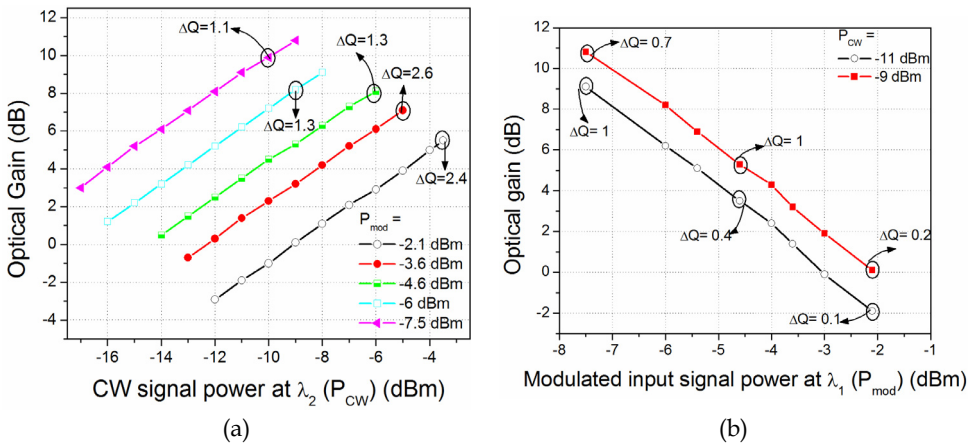 (a)
Optical Gain (dB)
12
10
8
6
4
2
0
-2
-4
-16 -14 -12 -10 -8 -6 -4
CW signal power at λ₂ (P_CW) (dBm)
ΔQ=1.1
ΔQ=1.3
ΔQ=2.6
ΔQ=1.3
ΔQ=2.4
P_mod =
-2.1 dBm
-3.6 dBm
-4.6 dBm
-6 dBm
-7.5 dBm
(a)
Optical gain (dB)
12
10
8
6
4
2
0
-2
-8 -7 -6 -5 -4 -3 -2 -1
Modulated input signal power at λ₁ (P_mod) (dBm)
P_CW =
-11 dBm
-9 dBm
ΔQ= 0.7
ΔQ= 1
ΔQ= 1
ΔQ= 0.4
ΔQ= 0.2
ΔQ= 0.1
(b)